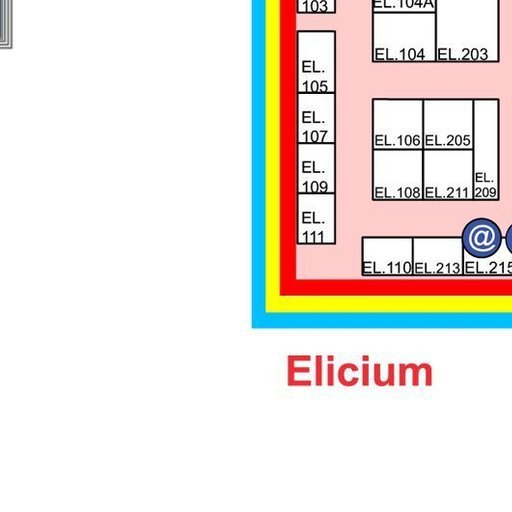 103
EL.104A
EL.104
EL.203
EL.
105
EL.
107
EL.
109
EL.
111
EL.106
EL.205
EL.
209
EL.108
EL.211
@
EL.110
EL.213
EL.215
Elicium